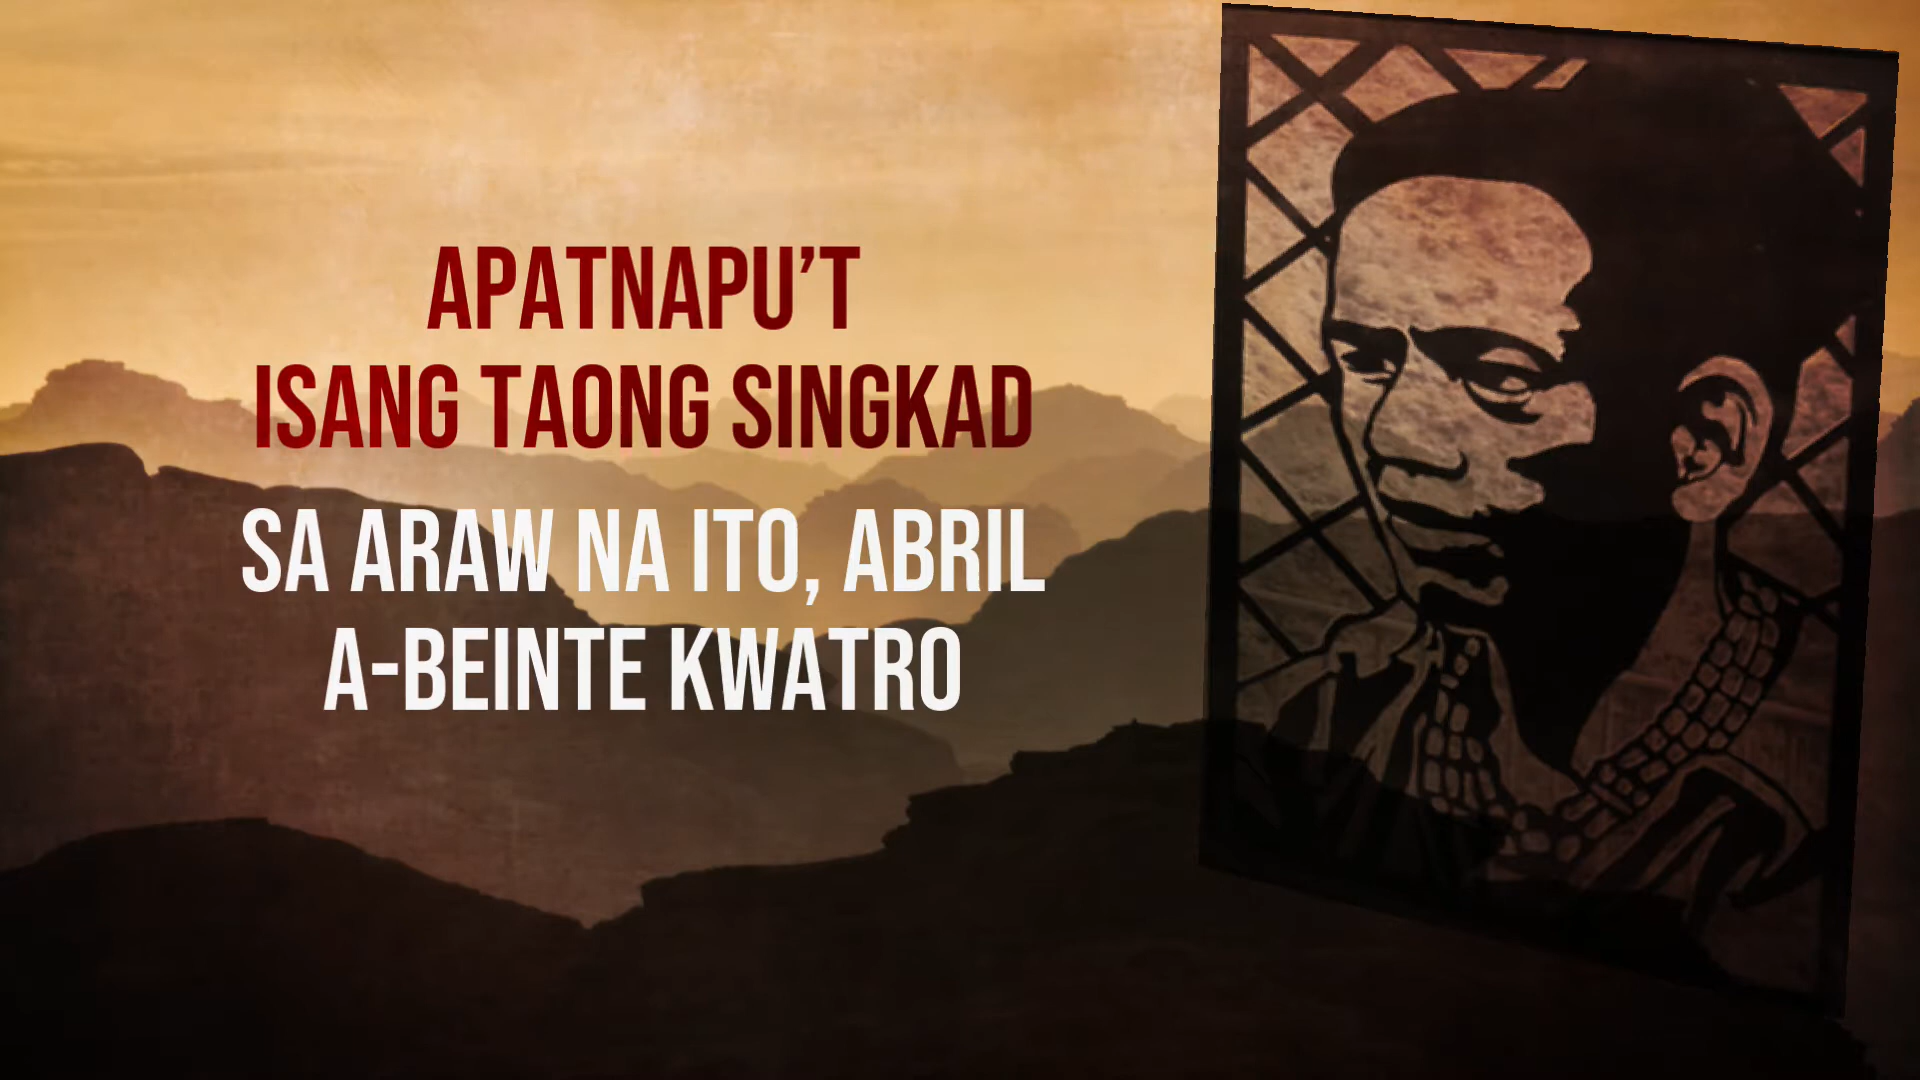 APATNAPU’T
ISANG TAONG SINGKAD
SA ARAW NA ITO, ABRIL
A-BEINTE KWATRO